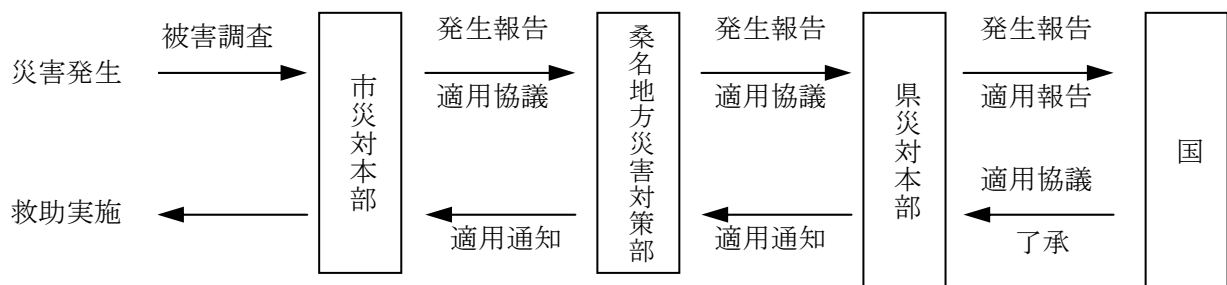 災害発生
被害調査
市災対本部
発生報告
適用協議
桑名地方災害対策部
発生報告
適用協議
県災対本部
発生報告
適用報告
国
適用協議
了承
適用通知
適用通知
救助実施